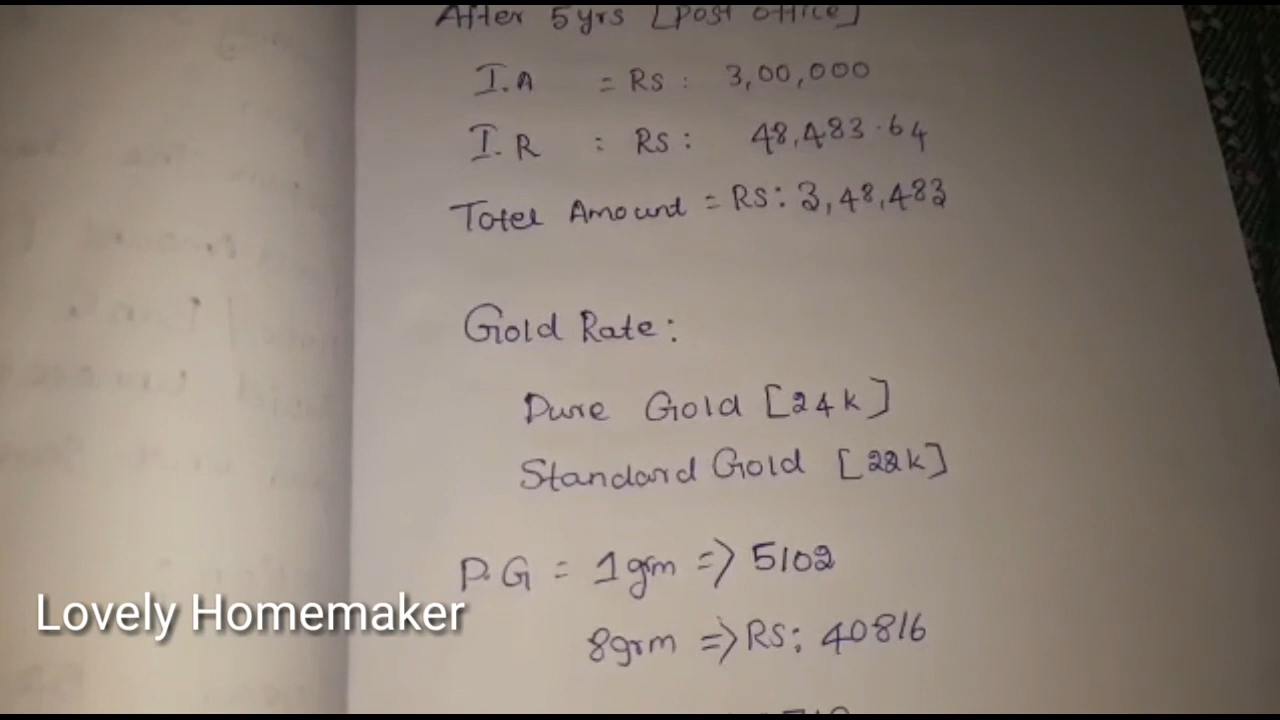 After 5yrs [post office]
I.A = RS: 3,00,000
I.R : RS: 48,483.64
Totel Amound = RS: 3,48,483
Gold Rate:
Pure Gold [24k]
Standard Gold [22k]
P.G = 1grm => 5102
Lovely Homemaker
8grm => RS: 40816